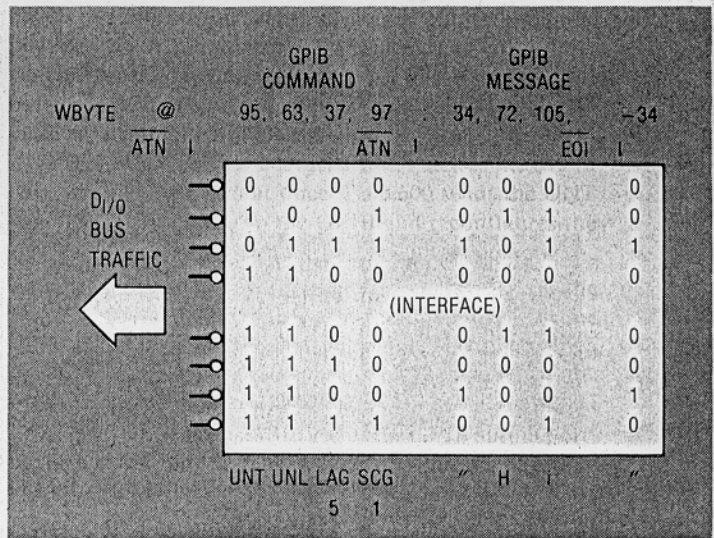 GPIB GPIB
COMMAND MESSAGE
WBYTE @ 95, 63, 37, 97 : 34, 72, 105, −34
ATN ATN EOI
0 0 0 0 0 0 0 0
DI/O 1 0 0 1 0 1 1 0
BUS 0 1 1 1 1 0 1 1
TRAFFIC 1 1 0 0 0 0 0 0
(INTERFACE)
1 1 0 0 0 1 1 0
1 1 1 0 0 0 0 0
1 1 0 0 1 0 0 1
1 1 1 1 0 0 1 0
UNT UNL LAG SCG " H i "
5 1